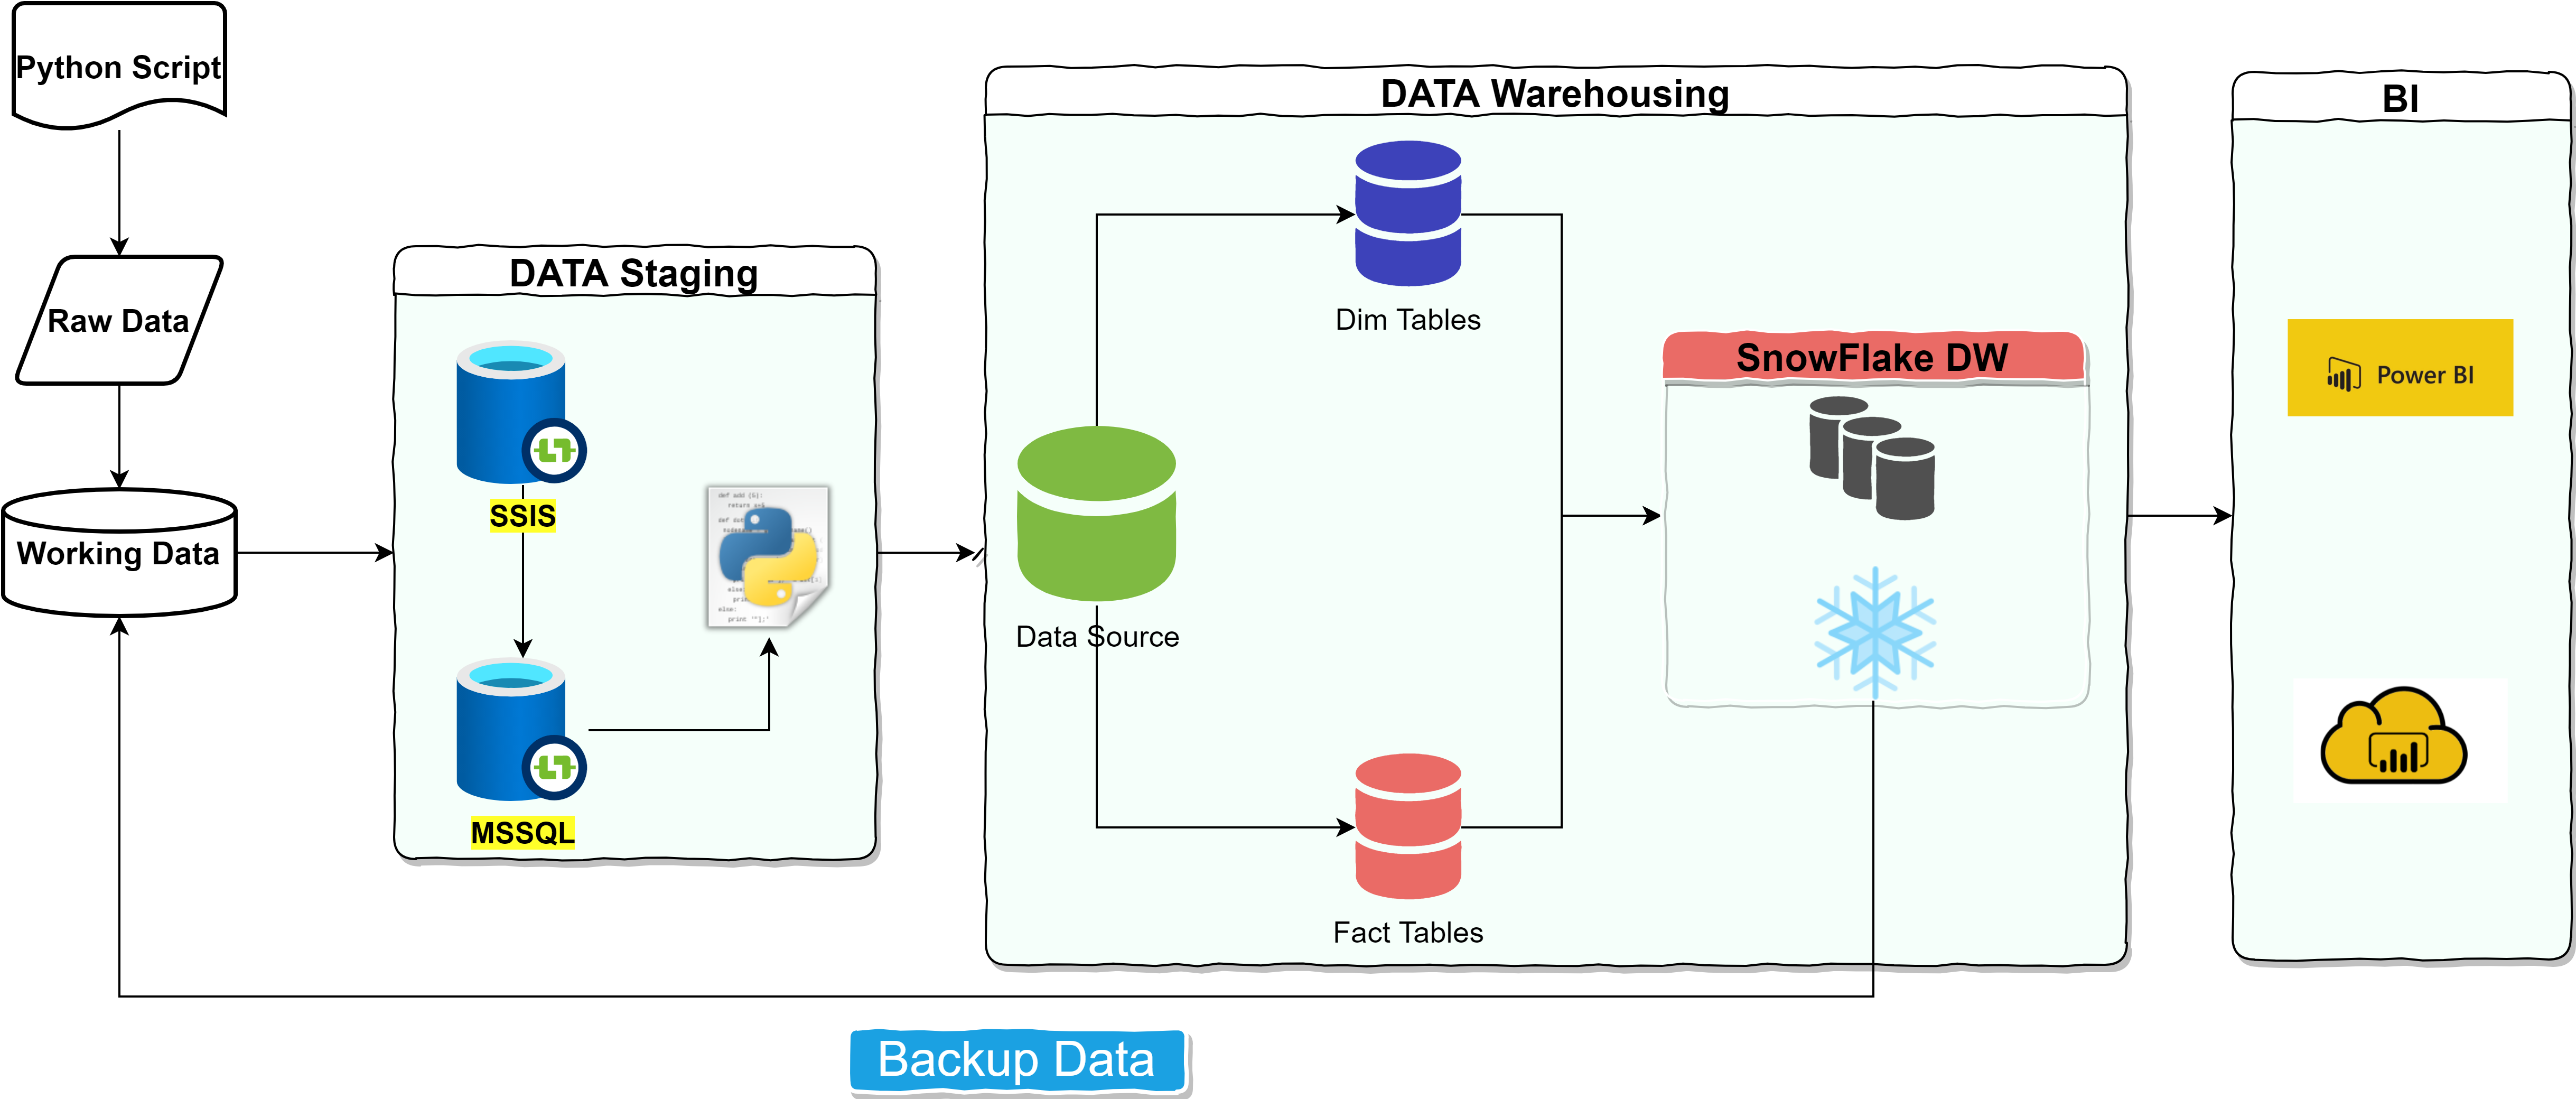 Python Script
Raw Data
Working Data
DATA Staging
SSIS
MSSQL
DATA Warehousing
Dim Tables
Data Source
Fact Tables
SnowFlake DW
BI
Power BI
Backup Data